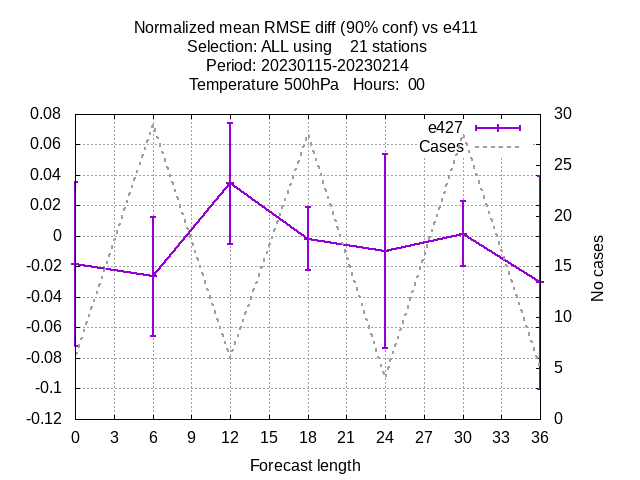 Normalized mean RMSE diff (90% conf) vs e411
Selection: ALL using    21 stations
Period: 20230115-20230214
Temperature 500hPa   Hours:  00
e427
Cases
0.08
0.06
0.04
0.02
0
-0.02
-0.04
-0.06
-0.08
-0.1
-0.12
30
25
20
15
10
5
0
No cases
0 3 6 9 12 15 18 21 24 27 30 33 36
Forecast length